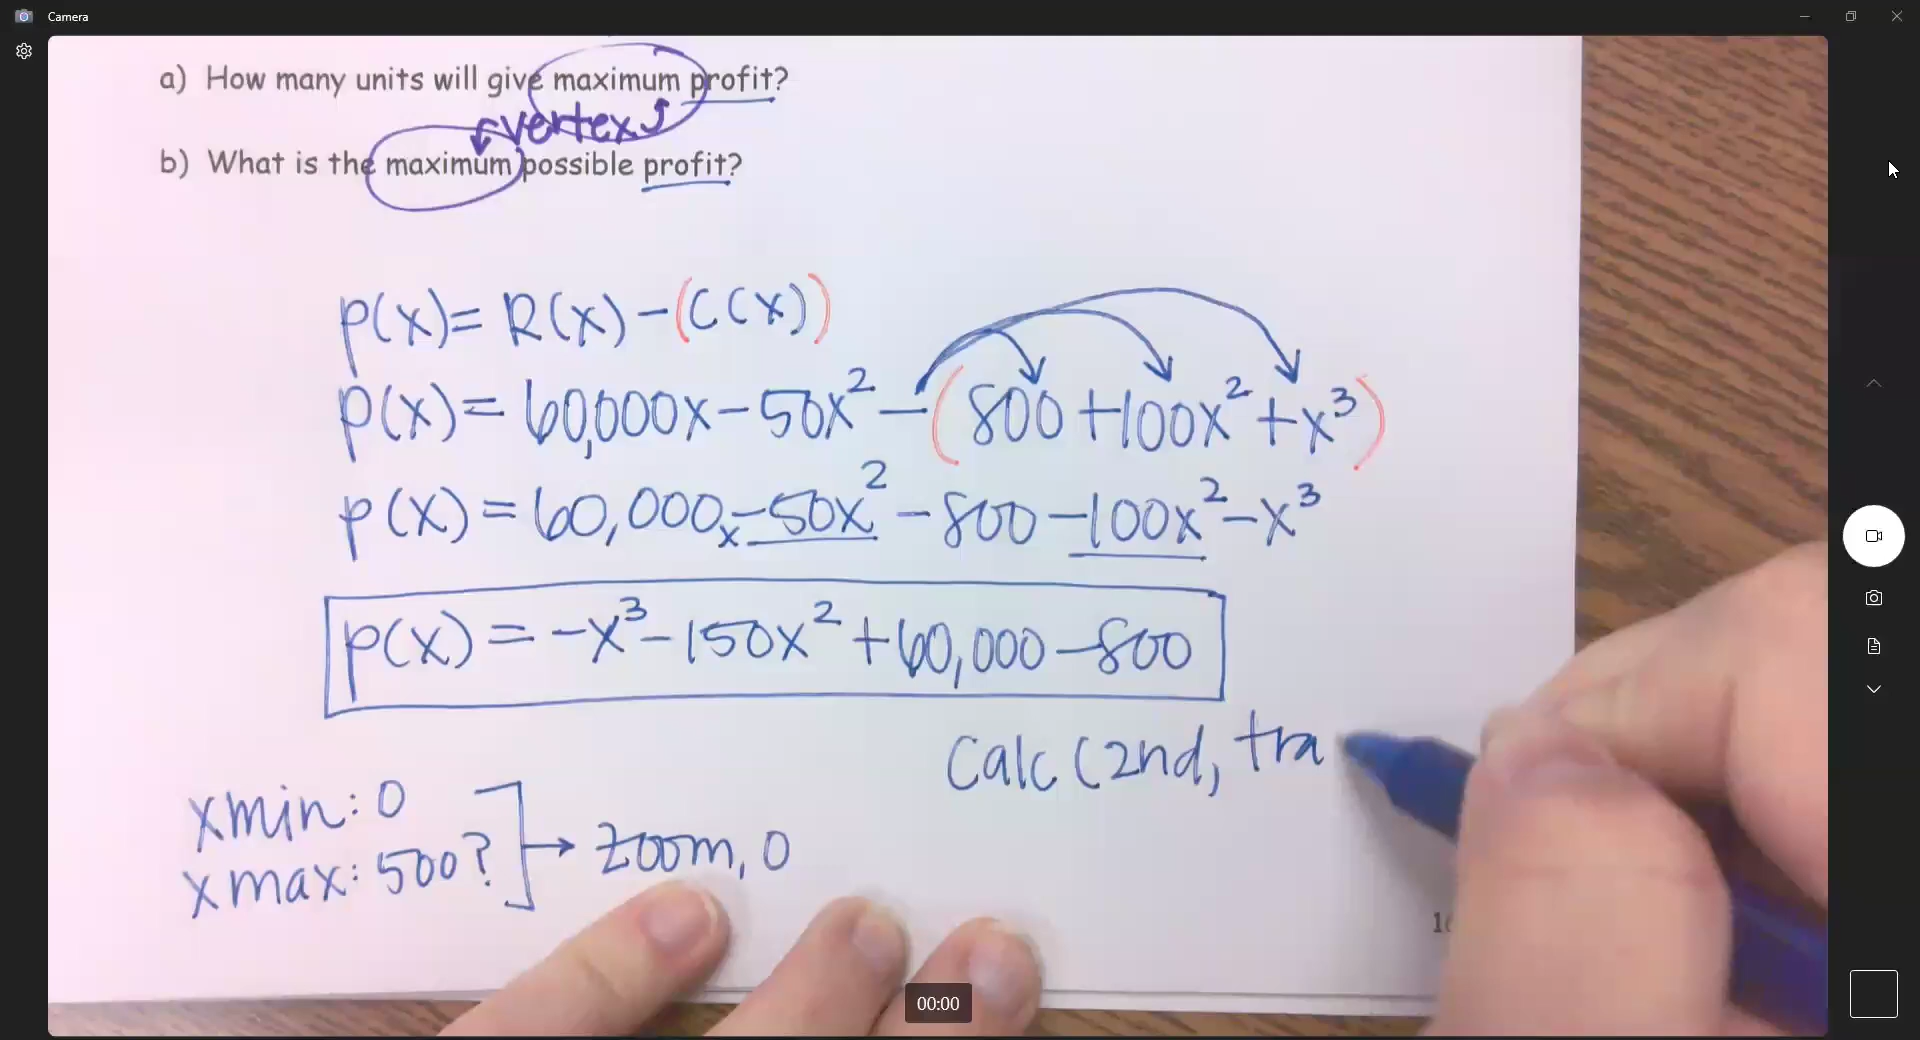 Camera
a) How many units will give maximum profit?
vertex
b) What is the maximum possible profit?
P(x) = R(x) - (C(x))
P(x) = 60,000x - 50x² - (800 + 100x² + x³)
P(x) = 60,000x - 50x² - 800 - 100x² - x³
P(x) = -x³ - 150x² + 60,000 - 800
Calc (2nd, tra
xmin: 0
xmax: 500? → zoom, 0
00:00